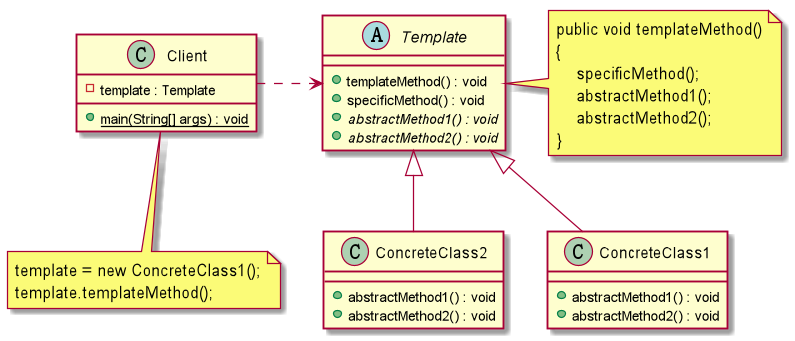 C Client
template : Template
main(String[] args) : void
A Template
templateMethod() : void
specificMethod() : void
abstractMethod1() : void
abstractMethod2() : void
public void templateMethod()
{
specificMethod();
abstractMethod1();
abstractMethod2();
}
template = new ConcreteClass1();
template.templateMethod();
C ConcreteClass2
abstractMethod1() : void
abstractMethod2() : void
C ConcreteClass1
abstractMethod1() : void
abstractMethod2() : void